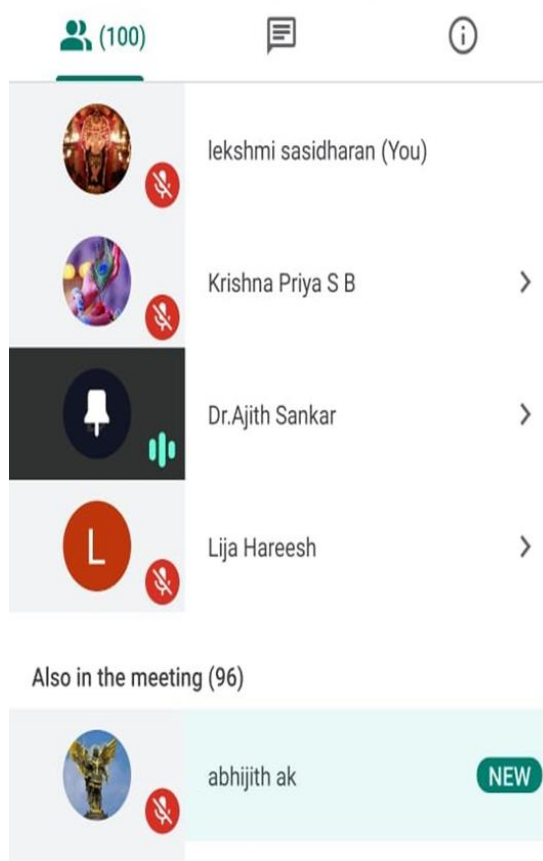 (100)
lekshmi sasidharan (You)
Krishna Priya S B
Dr.Ajith Sankar
L
Lija Hareesh
Also in the meeting (96)
abhijith ak
NEW